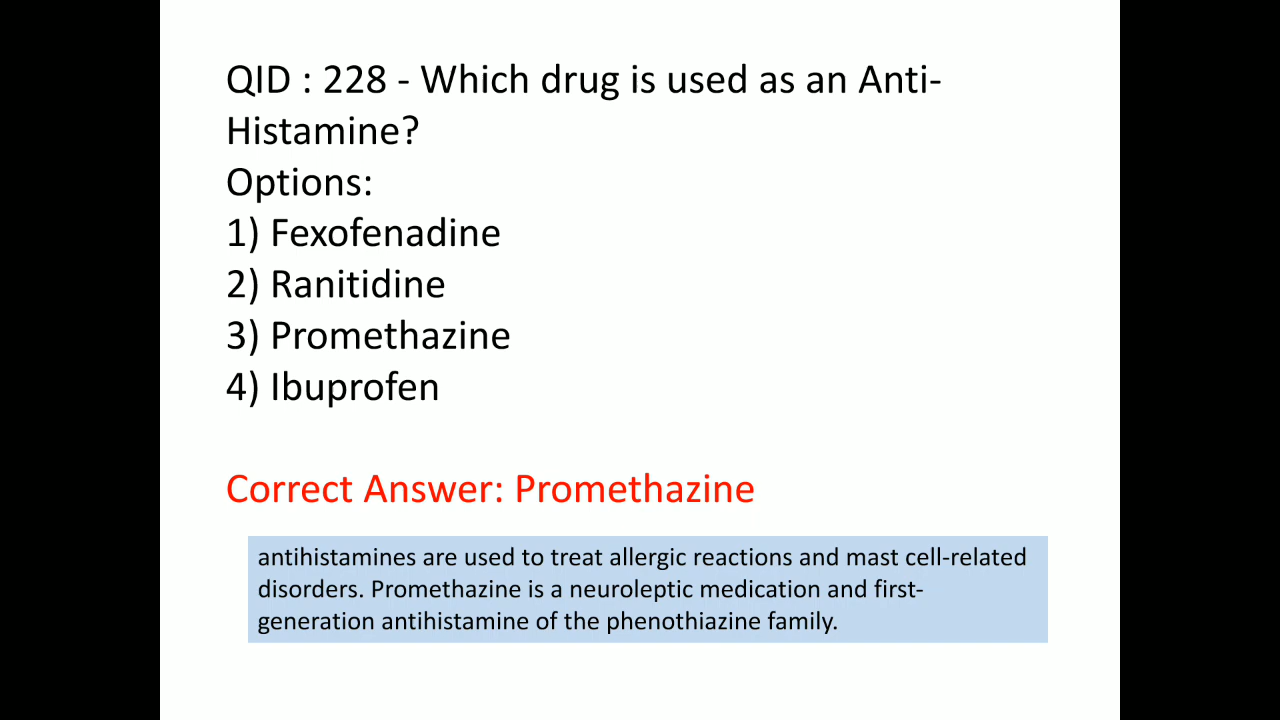 QID : 228 - Which drug is used as an Anti-
Histamine?
Options:
1) Fexofenadine
2) Ranitidine
3) Promethazine
4) Ibuprofen
Correct Answer: Promethazine
antihistamines are used to treat allergic reactions and mast cell-related
disorders. Promethazine is a neuroleptic medication and first-
generation antihistamine of the phenothiazine family.